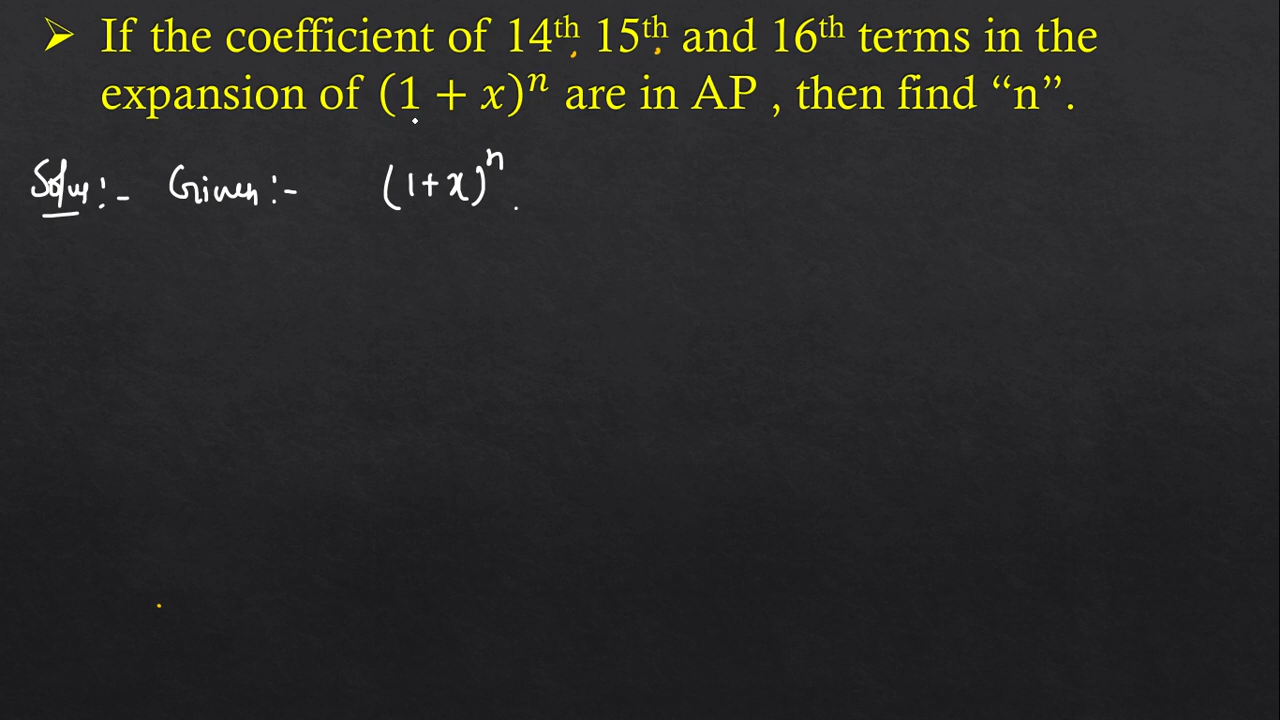 ➢ If the coefficient of 14th, 15th, and 16th terms in the
expansion of (1 + x)ⁿ are in AP , then find “n”.
Soln:- Given:- (1+x)ⁿ.